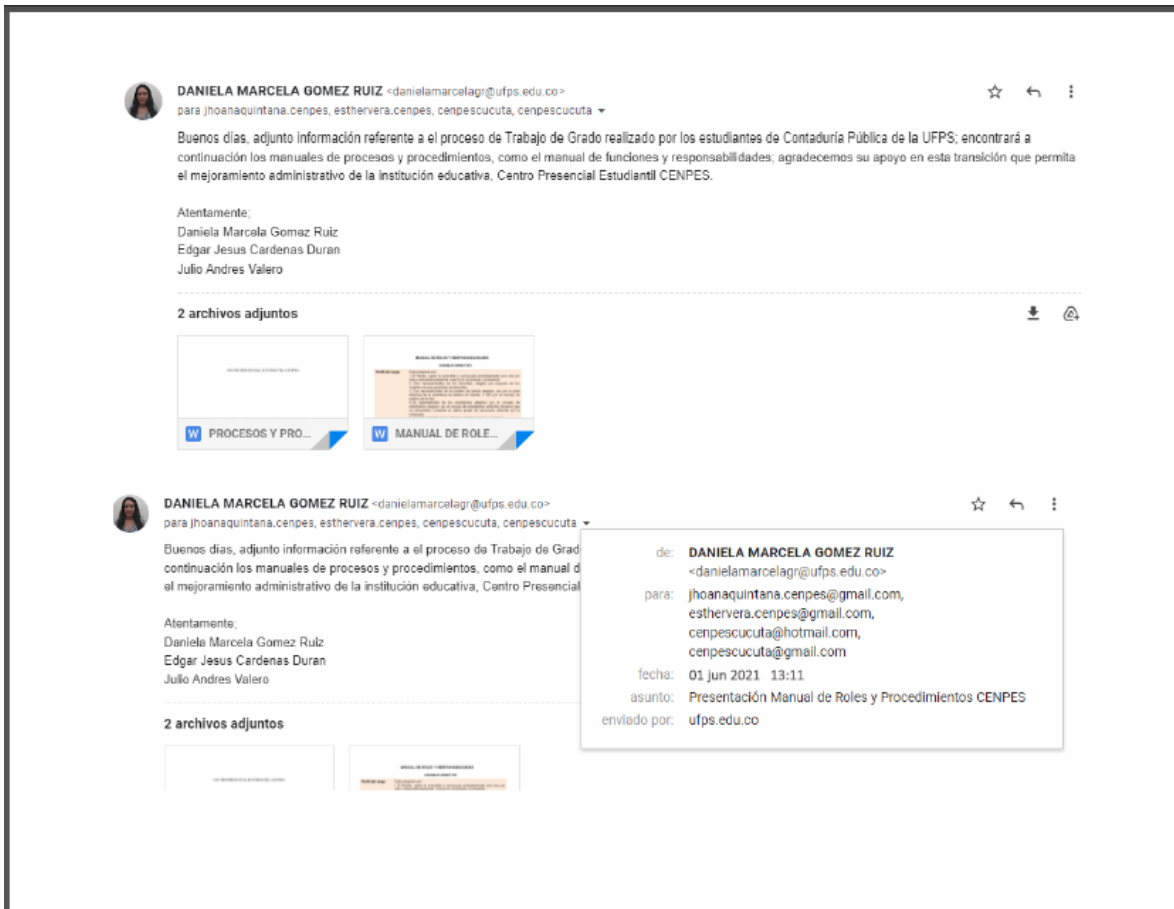 DANIELA MARCELA GOMEZ RUIZ <danielamarcelagr@ufps.edu.co>
para jhoanaquintana.cenpes, esthervera.cenpes, cenpescucuta, cenpescucuta
Buenos días, adjunto información referente a el proceso de Trabajo de Grado realizado por los estudiantes de Contaduría Pública de la UFPS; encontrará a
continuación los manuales de procesos y procedimientos, como el manual de funciones y responsabilidades; agradecemos su apoyo en esta transición que permita
el mejoramiento administrativo de la institución educativa, Centro Presencial Estudiantil CENPES.
Atentamente;
Daniela Marcela Gomez Ruiz
Edgar Jesus Cardenas Duran
Julio Andres Valero
2 archivos adjuntos
MANUAL DE ROLES Y RESPONSABILIDADES
W PROCESOS Y PRO...
W MANUAL DE ROLE...
DANIELA MARCELA GOMEZ RUIZ <danielamarcelagr@ufps.edu.co>
para jhoanaquintana.cenpes, esthervera.cenpes, cenpescucuta, cenpescucuta
Buenos días, adjunto información referente a el proceso de Trabajo de Grad
continuación los manuales de procesos y procedimientos, como el manual d
el mejoramiento administrativo de la institución educativa, Centro Presencial
Atentamente;
Daniela Marcela Gomez Ruiz
Edgar Jesus Cardenas Duran
Julio Andres Valero
2 archivos adjuntos
de: DANIELA MARCELA GOMEZ RUIZ
<danielamarcelagr@ufps.edu.co>
para: jhoanaquintana.cenpes@gmail.com,
esthervera.cenpes@gmail.com,
cenpescucuta@hotmail.com,
cenpescucuta@gmail.com
fecha: 01 jun 2021 13:11
asunto: Presentación Manual de Roles y Procedimientos CENPES
enviado por: ufps.edu.co
MANUAL DE ROLES Y RESPONSABILIDADES